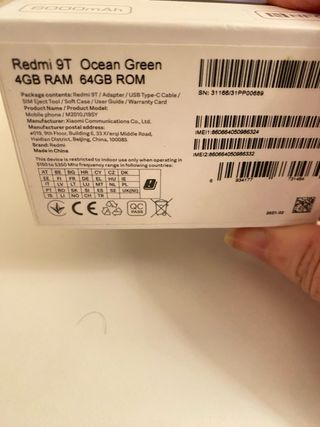 6000mAh
Redmi 9T Ocean Green
4GB RAM 64GB ROM
Package contents: Redmi 9T / Adapter / USB Type-C Cable /
SIM Eject Tool / Soft Case / User Guide / Warranty Card
Mobile phone / M2010J19SY
Manufacturer: Xiaomi Communications Co., Ltd.
Manufacturer's postal address:
#019, 9th Floor, Building 6, 33 Xi'erqi Middle Road,
Haidian District, Beijing, China, 100085
Brand: Redmi
Made in China
This device is restricted to indoor use only when operating in
5150 to 5350 MHz frequency range in following countries:
AT BE BG HR CY CZ DK
EE FI FR DE EL HU IE
IT LV LT LU MT NL PL
PT RO SK SI ES SE UK(NI)
IS LI NO CH TR
CE
QC
PASS
SN: 31166/31PP00689
IMEI1: 860664050986324
IMEI2: 860664050986332
6 934177
2021-02